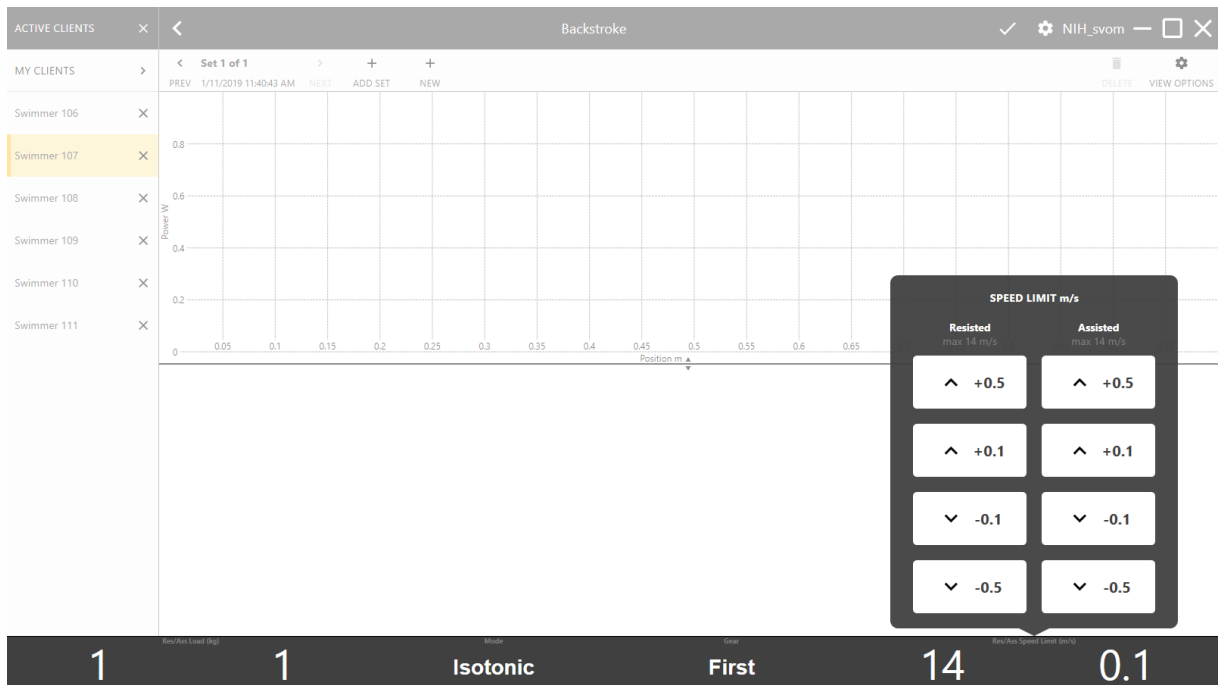 ACTIVE CLIENTS
Backstroke
NIH_svom
MY CLIENTS
Set 1 of 1
PREV 1/11/2019 11:40:43 AM NEXT ADD SET NEW
DELETE VIEW OPTIONS
Swimmer 106
Swimmer 107
Swimmer 108
Swimmer 109
Swimmer 110
Swimmer 111
Power W
0.8
0.6
0.4
0.2
0
0.05 0.1 0.15 0.2 0.25 0.3 0.35 0.4 0.45 0.5 0.55 0.6 0.65
Position m
SPEED LIMIT m/s
Resisted Assisted
max 14 m/s max 14 m/s
+0.5 +0.5
+0.1 +0.1
-0.1 -0.1
-0.5 -0.5
Res/Ass Load (kg) Mode Gear Res/Ass Speed Limit (m/s)
1 1 Isotonic First 14 0.1